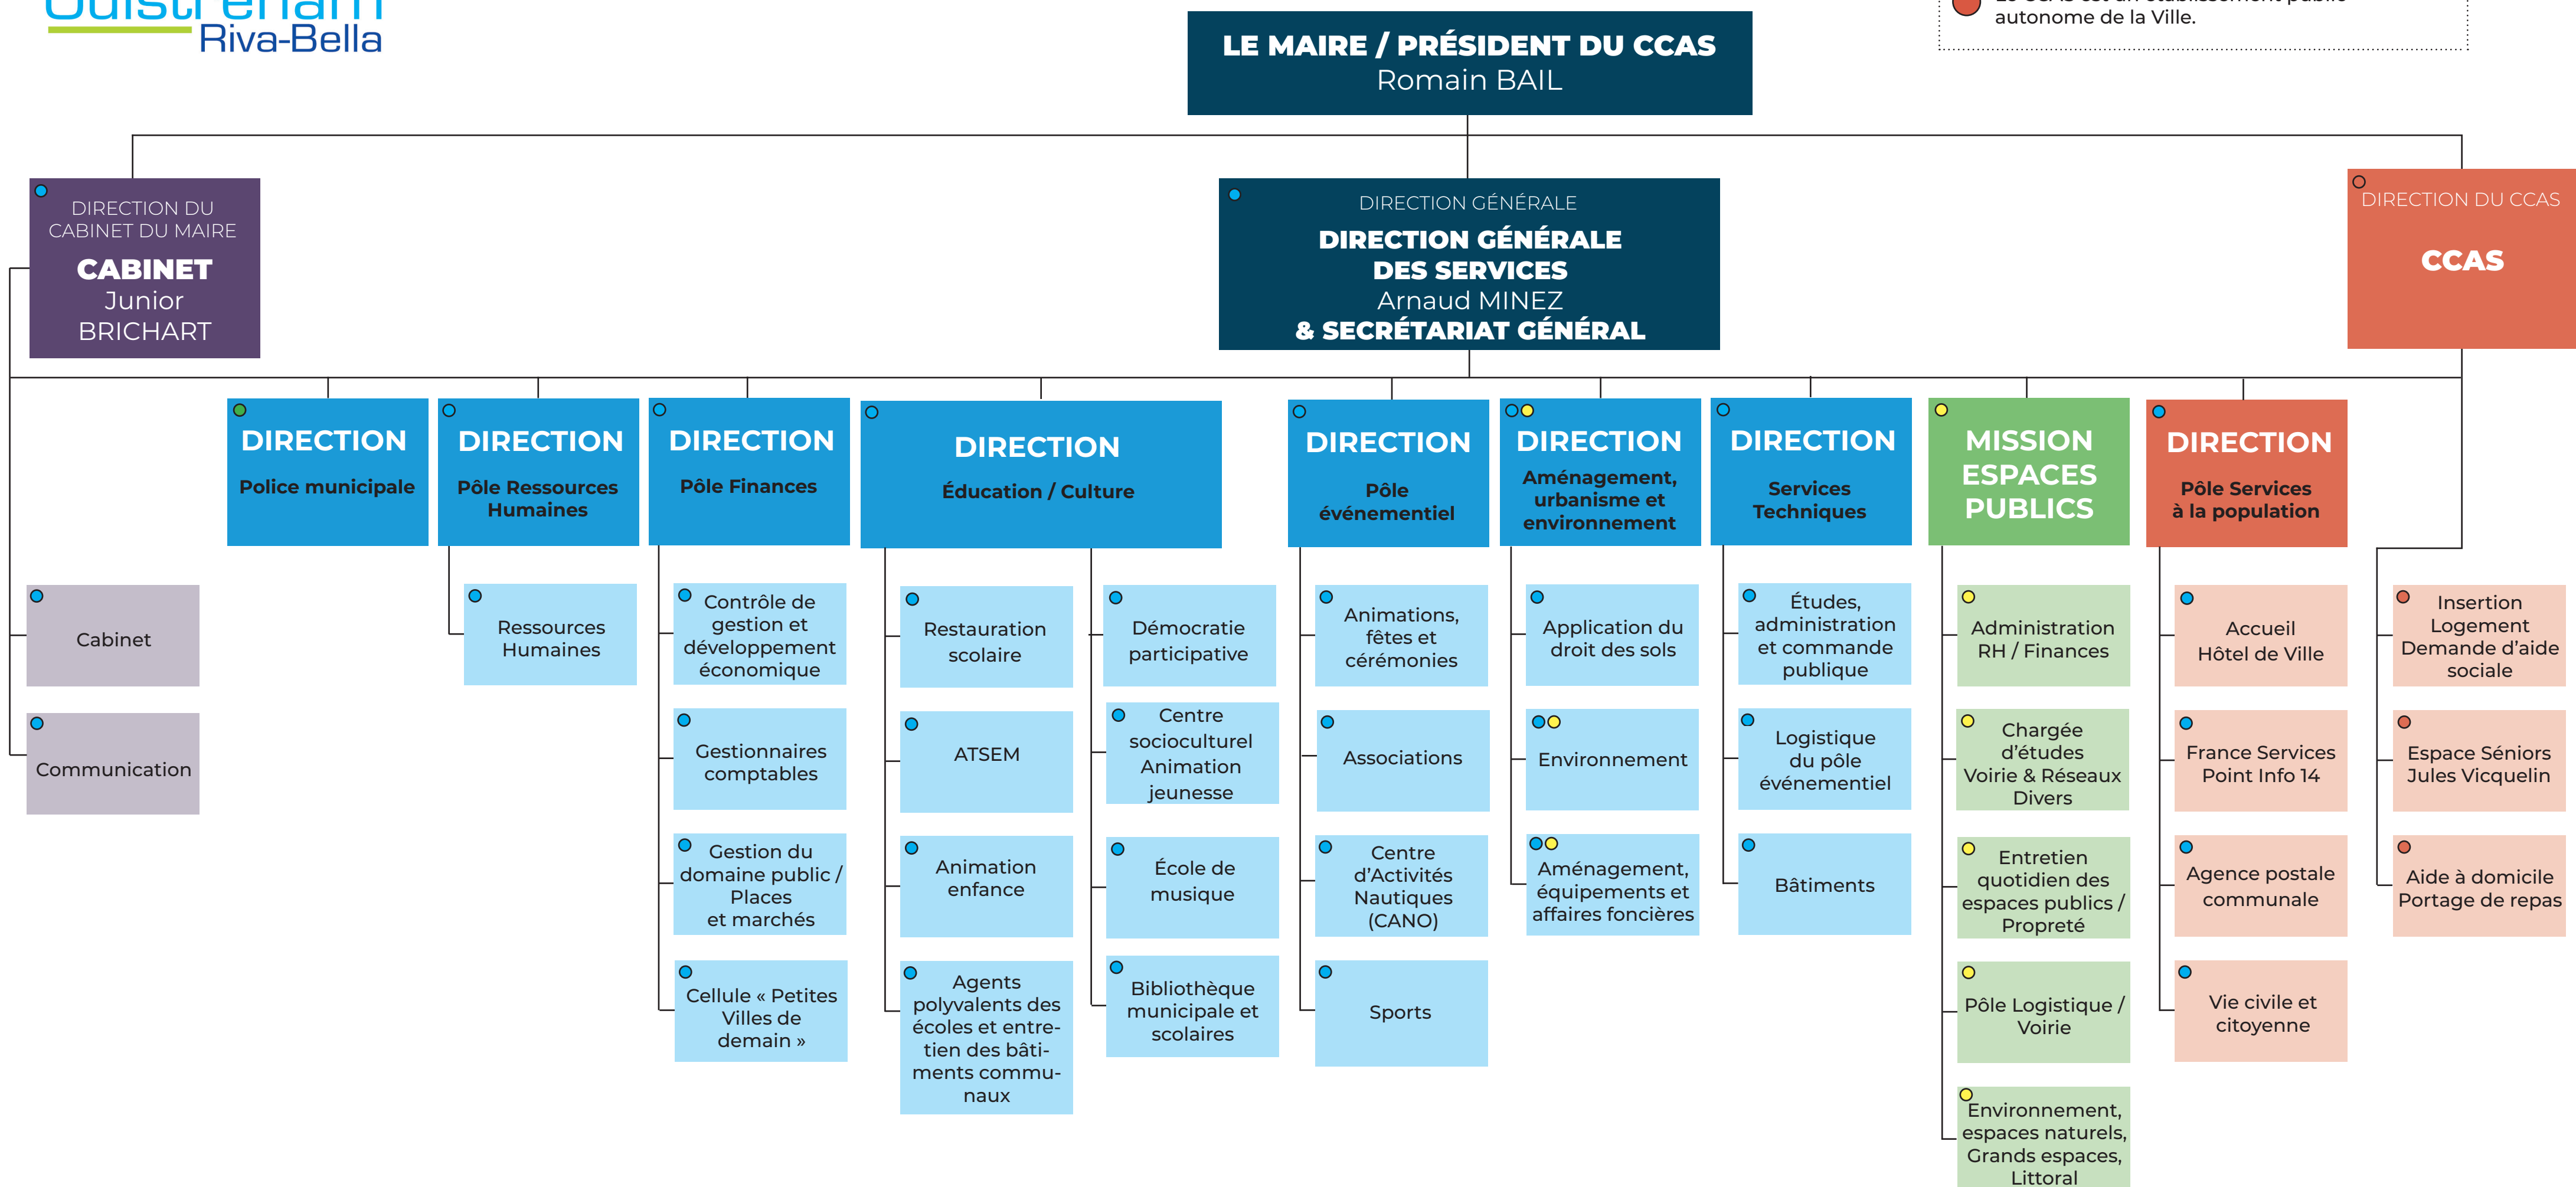 Ouistreham
Riva-Bella
autonome de la Ville.
LE MAIRE / PRÉSIDENT DU CCAS
Romain BAIL
DIRECTION DU
CABINET DU MAIRE
CABINET
Junior
BRICHART
DIRECTION GÉNÉRALE
DIRECTION GÉNÉRALE
DES SERVICES
Arnaud MINEZ
& SECRÉTARIAT GÉNÉRAL
DIRECTION DU CCAS
CCAS
DIRECTION
Police municipale
DIRECTION
Pôle Ressources
Humaines
DIRECTION
Pôle Finances
DIRECTION
Éducation / Culture
DIRECTION
Pôle
événementiel
DIRECTION
Aménagement,
urbanisme et
environnement
DIRECTION
Services
Techniques
MISSION
ESPACES
PUBLICS
DIRECTION
Pôle Services
à la population
Cabinet
Communication
Ressources
Humaines
Contrôle de
gestion et
développement
économique
Gestionnaires
comptables
Gestion du
domaine public /
Places
et marchés
Cellule « Petites
Villes de
demain »
Restauration
scolaire
ATSEM
Animation
enfance
Agents
polyvalents des
écoles et entre-
tien des bâti-
ments commu-
naux
Démocratie
participative
Centre
socioculturel
Animation
jeunesse
École de
musique
Bibliothèque
municipale et
scolaires
Animations,
fêtes et
cérémonies
Associations
Centre
d'Activités
Nautiques
(CANO)
Sports
Application du
droit des sols
Environnement
Aménagement,
équipements et
affaires foncières
Études,
administration
et commande
publique
Logistique
du pôle
événementiel
Bâtiments
Administration
RH / Finances
Chargée
d'études
Voirie & Réseaux
Divers
Entretien
quotidien des
espaces publics /
Propreté
Pôle Logistique /
Voirie
Environnement,
espaces naturels,
Grands espaces,
Littoral
Accueil
Hôtel de Ville
France Services
Point Info 14
Agence postale
communale
Vie civile et
citoyenne
Insertion
Logement
Demande d'aide
sociale
Espace Séniors
Jules Vicquelin
Aide à domicile
Portage de repas